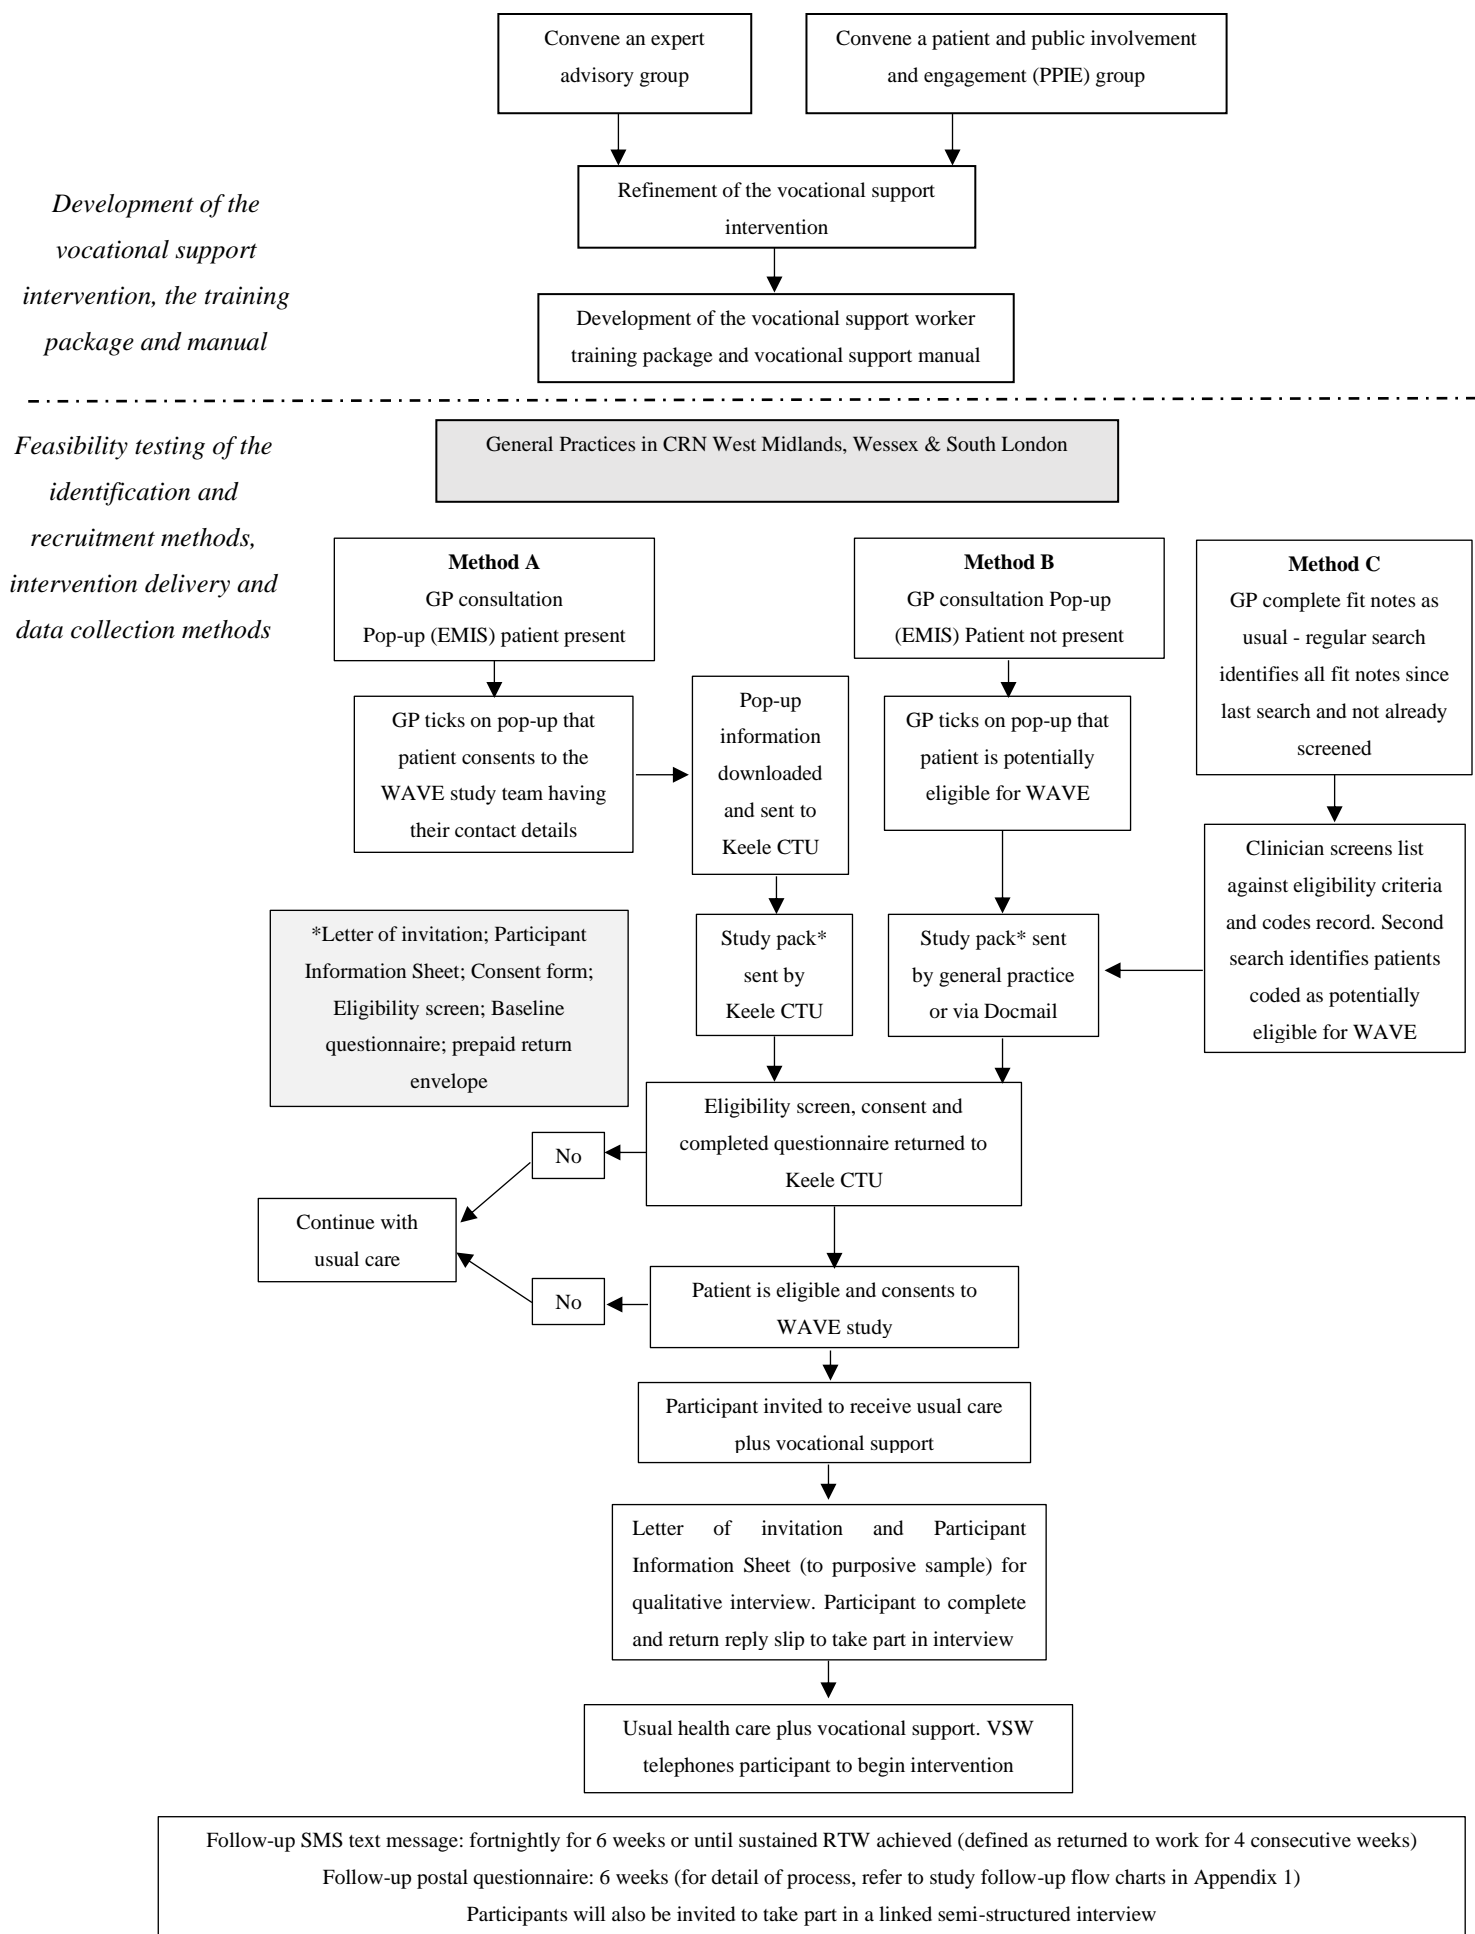 Convene an expert
advisory group
Convene a patient and public involvement
and engagement (PPIE) group
Refinement of the vocational support
intervention
Development of the
vocational support
intervention, the training
package and manual
Development of the vocational support worker
training package and vocational support manual
General Practices in CRN West Midlands, Wessex & South London
Feasibility testing of the
identification and
recruitment methods,
intervention delivery and
data collection methods
Method A
GP consultation
Pop-up (EMIS) patient present
Method B
GP consultation Pop-up
(EMIS) Patient not present
Method C
GP complete fit notes as
usual - regular search
identifies all fit notes since
last search and not already
screened
GP ticks on pop-up that
patient consents to the
WAVE study team having
their contact details
Pop-up
information
downloaded
and sent to
Keele CTU
GP ticks on pop-up that
patient is potentially
eligible for WAVE
Clinician screens list
against eligibility criteria
and codes record. Second
search identifies patients
coded as potentially
eligible for WAVE
*Letter of invitation; Participant
Information Sheet; Consent form;
Eligibility screen; Baseline
questionnaire; prepaid return
envelope
Study pack*
sent by
Keele CTU
Study pack* sent
by general practice
or via Docmail
Eligibility screen, consent and
completed questionnaire returned to
Keele CTU
No
Continue with
usual care
No
Patient is eligible and consents to
WAVE study
Participant invited to receive usual care
plus vocational support
Letter of invitation and Participant
Information Sheet (to purposive sample) for
qualitative interview. Participant to complete
and return reply slip to take part in interview
Usual health care plus vocational support. VSW
telephones participant to begin intervention
Follow-up SMS text message: fortnightly for 6 weeks or until sustained RTW achieved (defined as returned to work for 4 consecutive weeks)
Follow-up postal questionnaire: 6 weeks (for detail of process, refer to study follow-up flow charts in Appendix 1)
Participants will also be invited to take part in a linked semi-structured interview